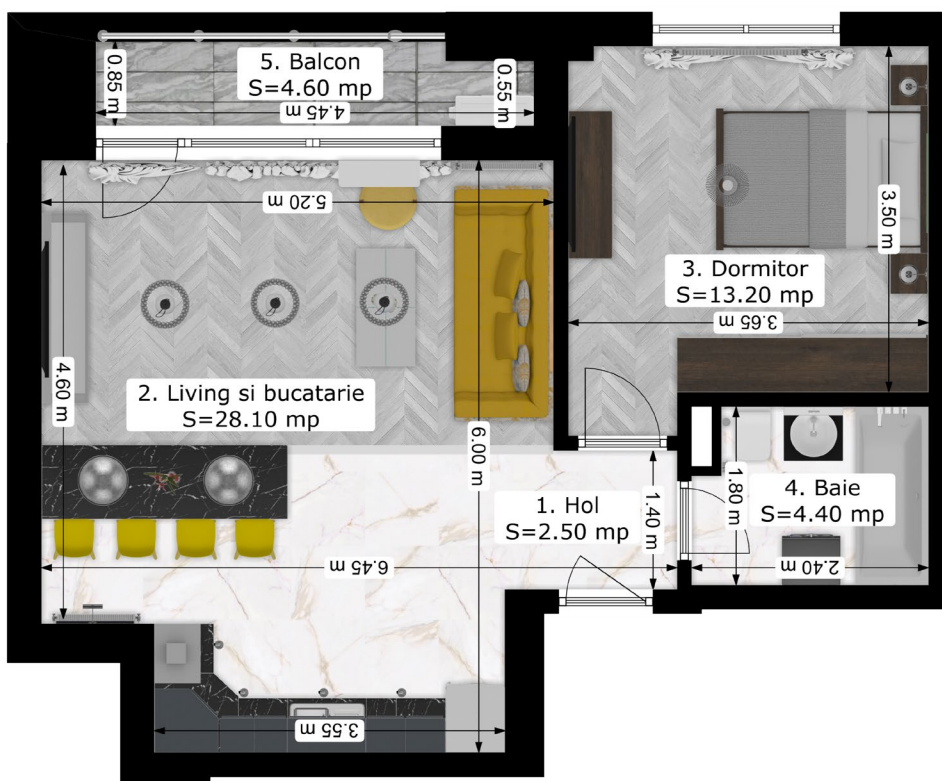 5. Balcon
S=4.60 mp
0.85 m
4.45 m
0.55 m
5.20 m
3.50 m
3. Dormitor
S=13.20 mp
3.65 m
4.60 m
2. Living si bucatarie
S=28.10 mp
6.00 m
1. Hol
S=2.50 mp
1.40 m
1.80 m
4. Baie
S=4.40 mp
6.45 m
2.40 m
3.55 m